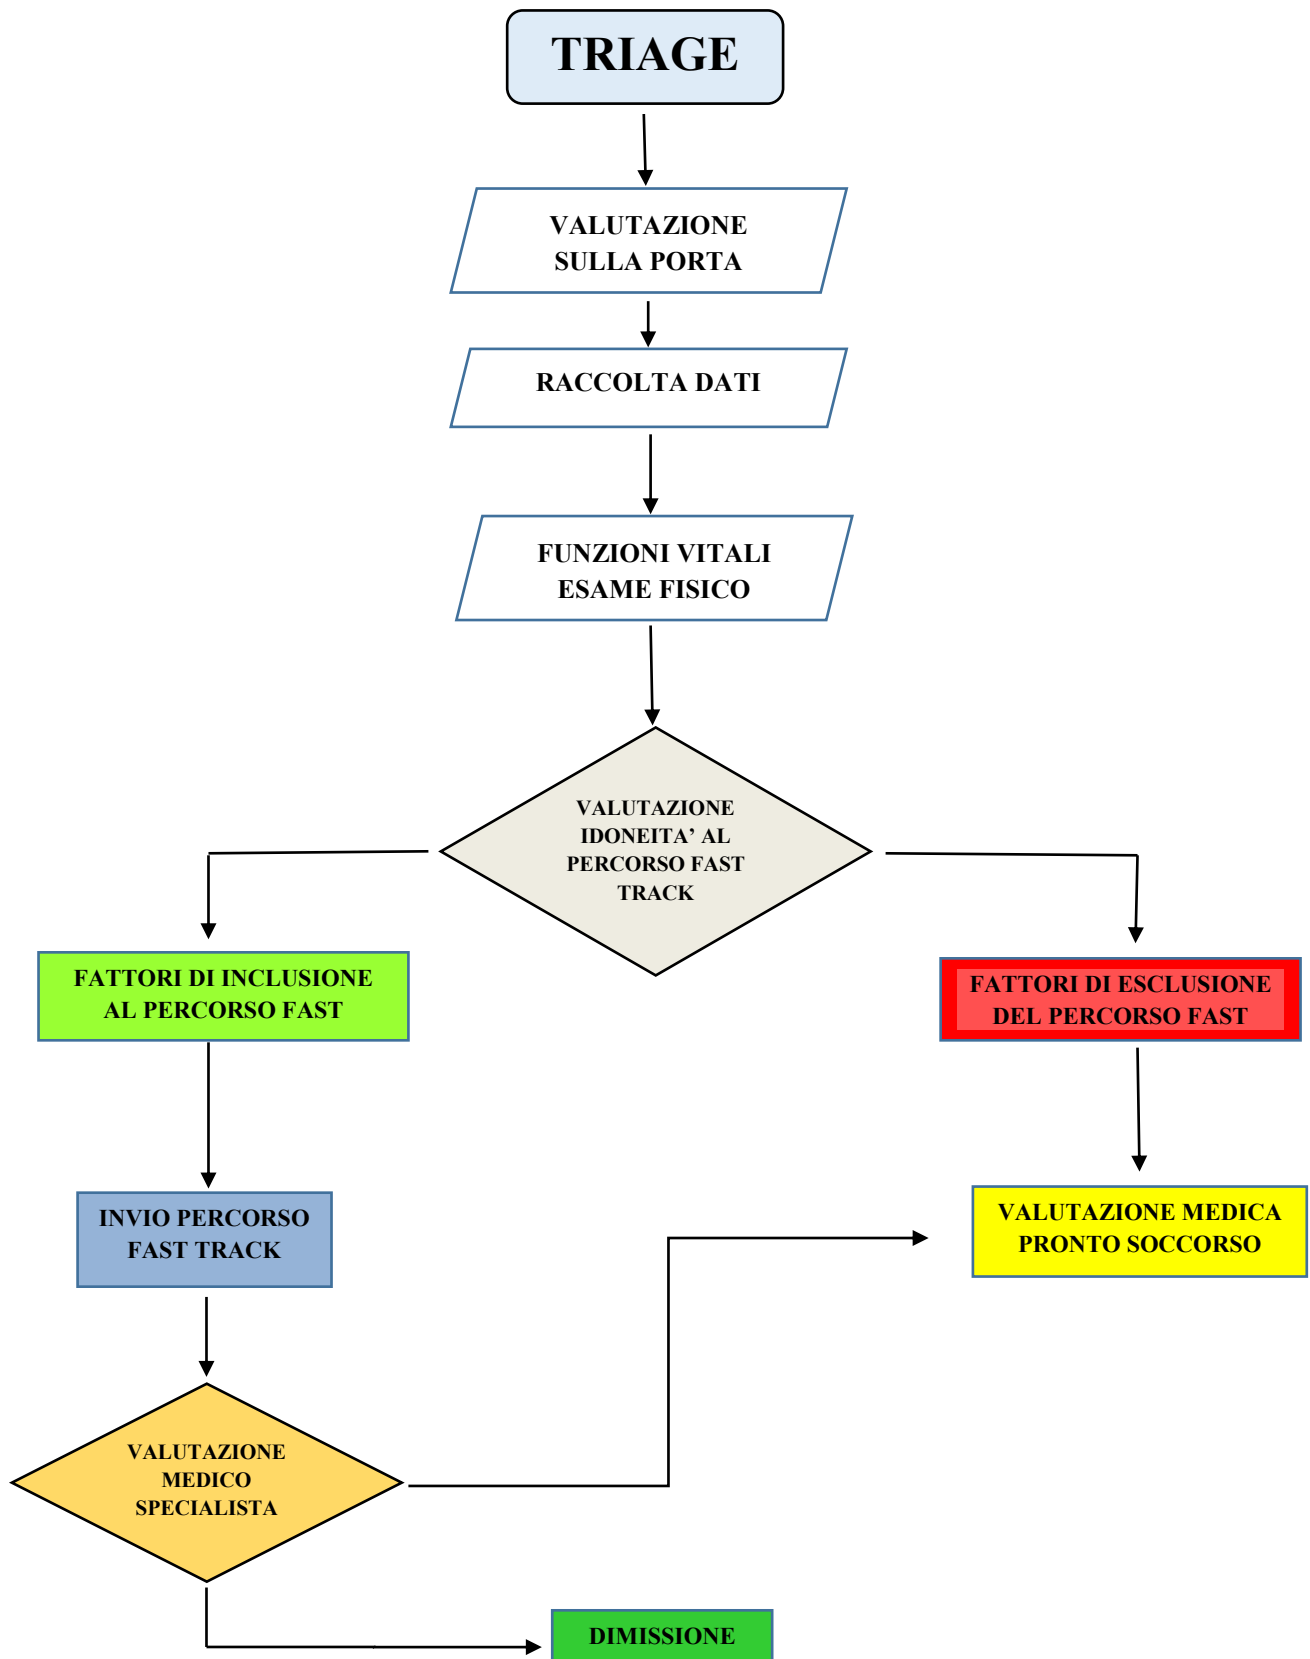 TRIAGE
VALUTAZIONE
SULLA PORTA
RACCOLTA DATI
FUNZIONI VITALI
ESAME FISICO
VALUTAZIONE
IDONEITA’ AL
PERCORSO FAST
TRACK
FATTORI DI INCLUSIONE
AL PERCORSO FAST
FATTORI DI ESCLUSIONE
DEL PERCORSO FAST
INVIO PERCORSO
FAST TRACK
VALUTAZIONE MEDICA
PRONTO SOCCORSO
VALUTAZIONE
MEDICO
SPECIALISTA
DIMISSIONE